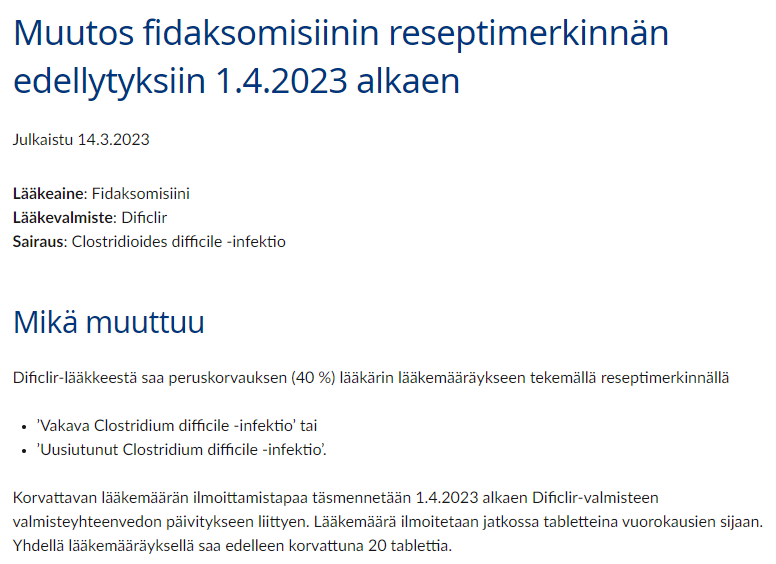 Muutos fidaksomisiinin reseptimerkinnän
edellytyksiin 1.4.2023 alkaen
Julkaistu 14.3.2023
Lääkeaine: Fidaksomisiini
Lääkevalmiste: Dificlir
Sairaus: Clostridioides difficile -infektio
Mikä muuttuu
Dificlir-lääkkeestä saa peruskorvauksen (40 %) lääkärin lääkemääräykseen tekemällä reseptimerkinnällä
• ’Vakava Clostridium difficile -infektio’ tai
• ’Uusiutunut Clostridium difficile -infektio’.
Korvattavan lääkemäärän ilmoittamistapaa täsmennetään 1.4.2023 alkaen Dificlir-valmisteen
valmisteyhteenvedon päivitykseen liittyen. Lääkemäärä ilmoitetaan jatkossa tabletteina vuorokausien sijaan.
Yhdellä lääkemääräyksellä saa edelleen korvattuna 20 tablettia.